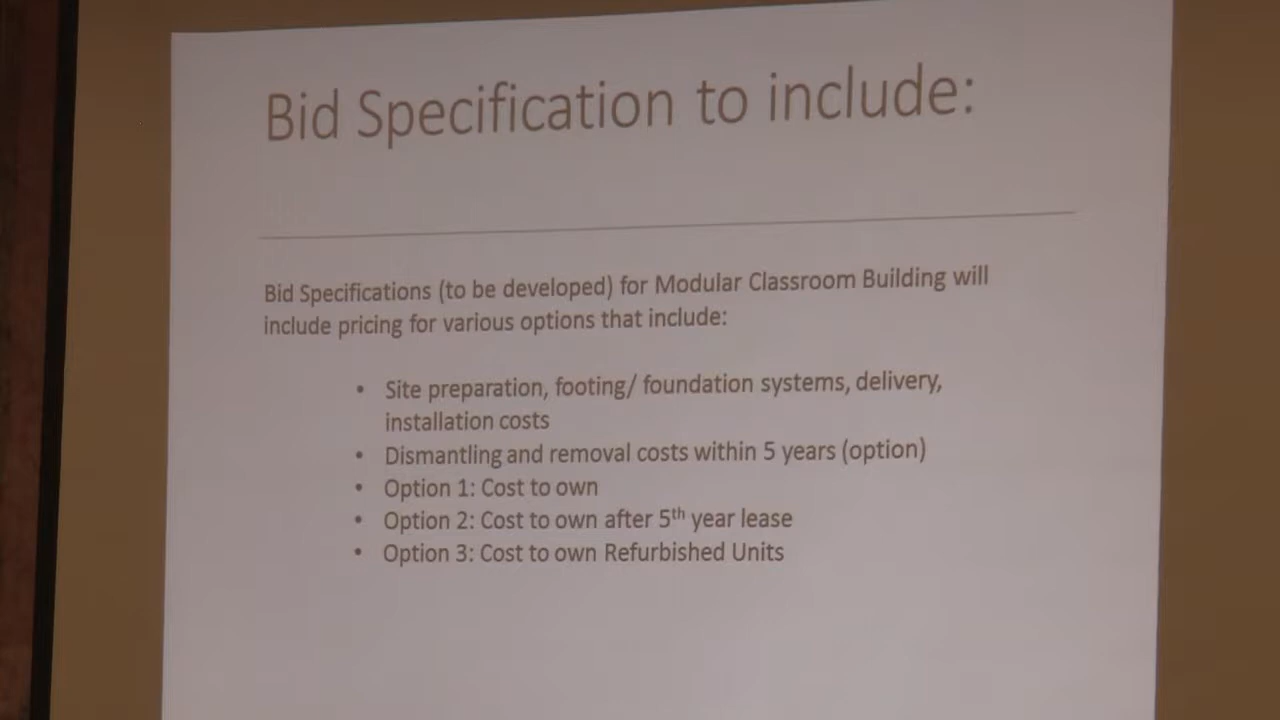 Bid Specification to include:
Bid Specifications (to be developed) for Modular Classroom Building will
include pricing for various options that include:
• Site preparation, footing/ foundation systems, delivery,
installation costs
• Dismantling and removal costs within 5 years (option)
• Option 1: Cost to own
• Option 2: Cost to own after 5th year lease
• Option 3: Cost to own Refurbished Units